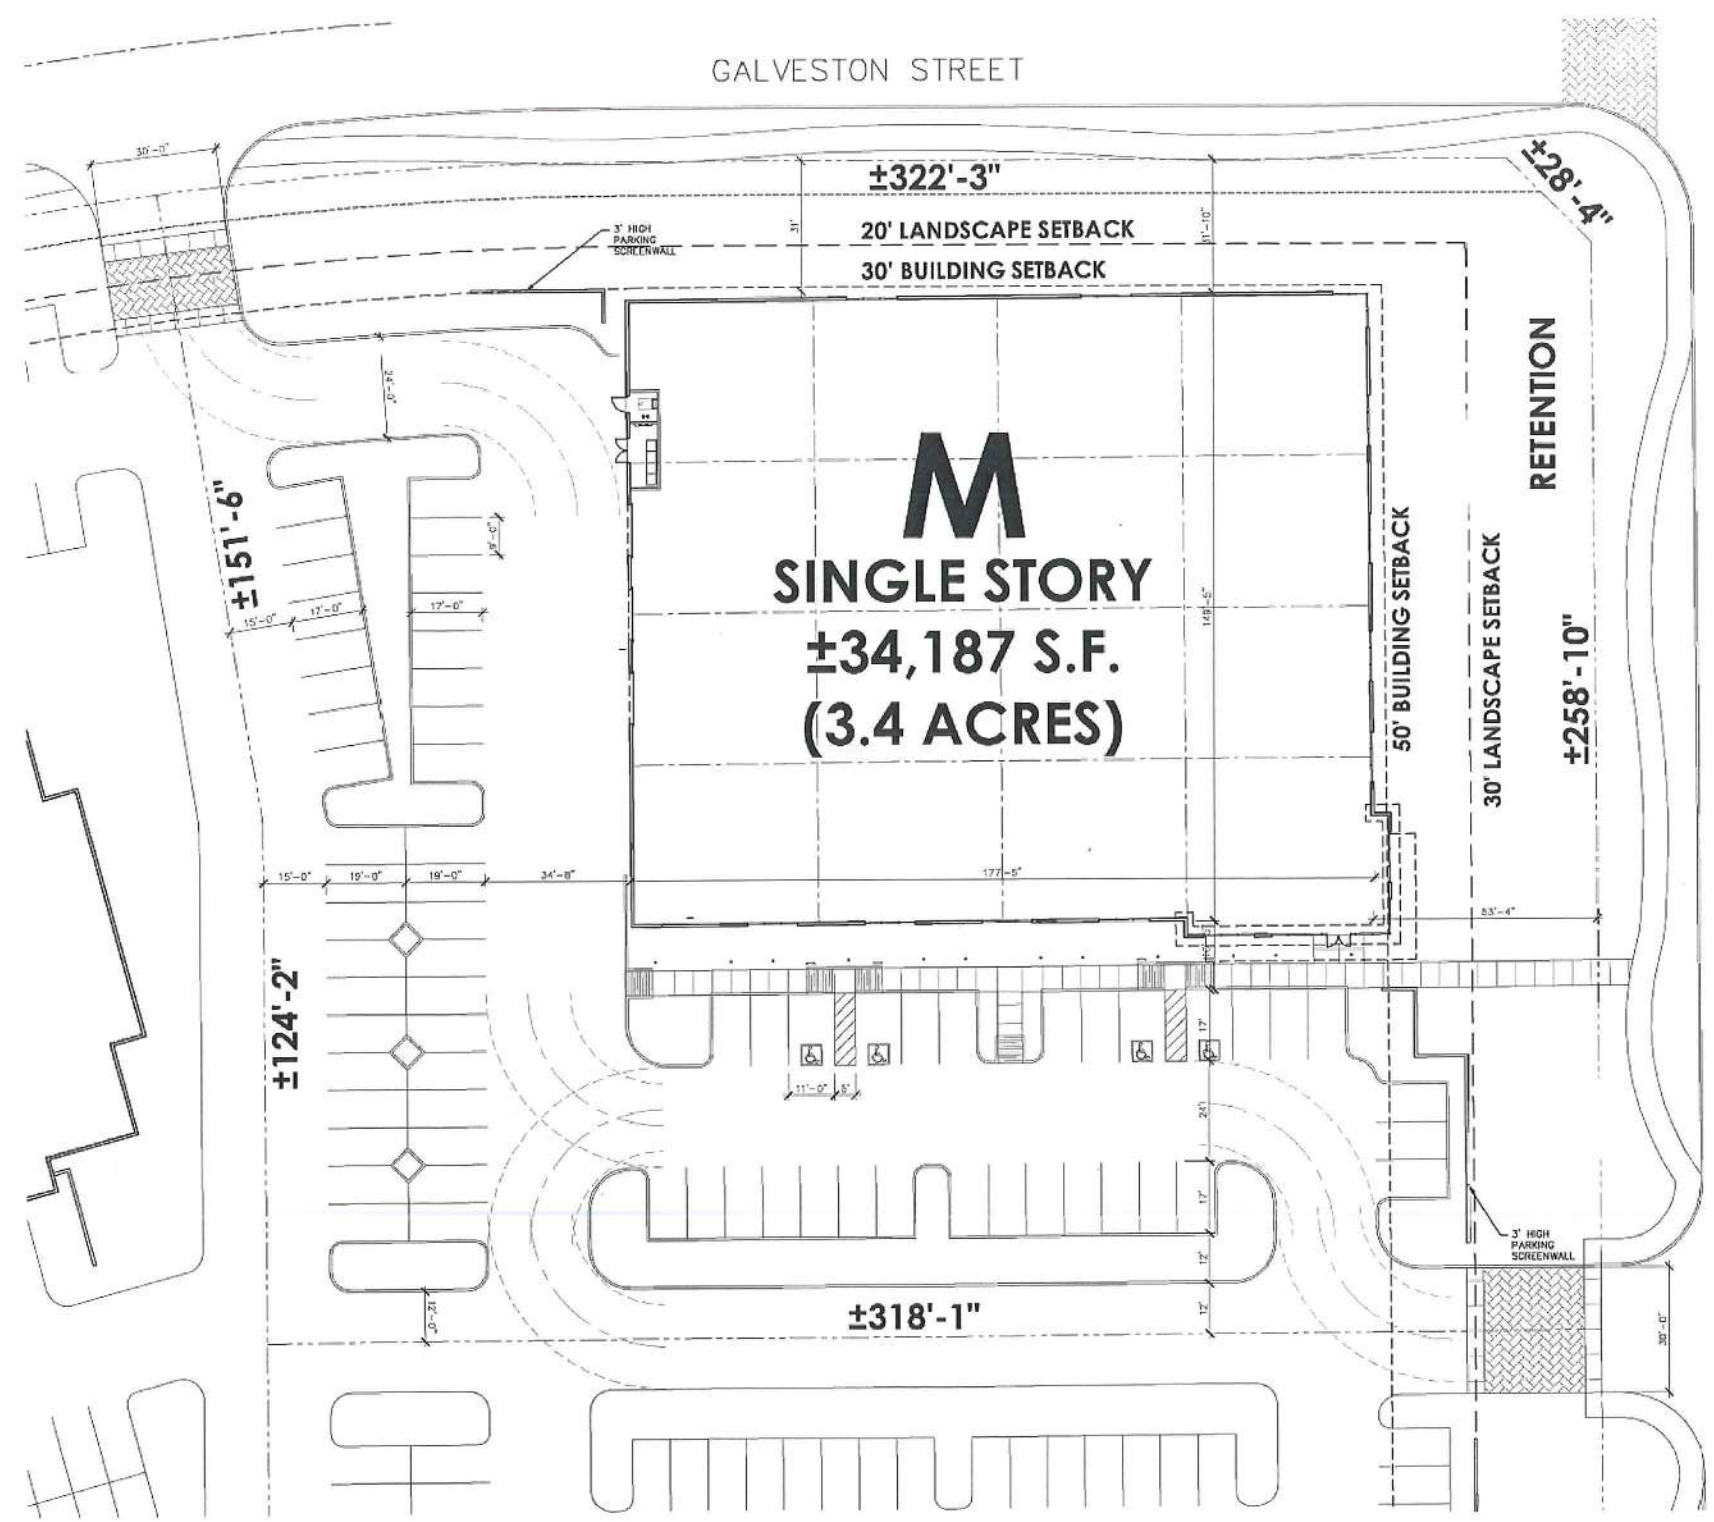 GALVESTON STREET
30'-0"
±322'-3"
±28'-4"
3' HIGH
PARKING
SCREENWALL
31'
20' LANDSCAPE SETBACK
30' BUILDING SETBACK
24'-0"
RETENTION
M
SINGLE STORY
±34,187 S.F.
(3.4 ACRES)
±151'-6"
9'-0"
15'-0"
17'-0"
17'-0"
149'-5"
50' BUILDING SETBACK
30' LANDSCAPE SETBACK
±258'-10"
15'-0"
19'-0"
19'-0"
34'-8"
177'-5"
53'-4"
±124'-2"
17'
11'-0"
5'
24'
17'
12'
12'
3' HIGH
PARKING
SCREENWALL
±318'-1"
12'-0"
30'-0"